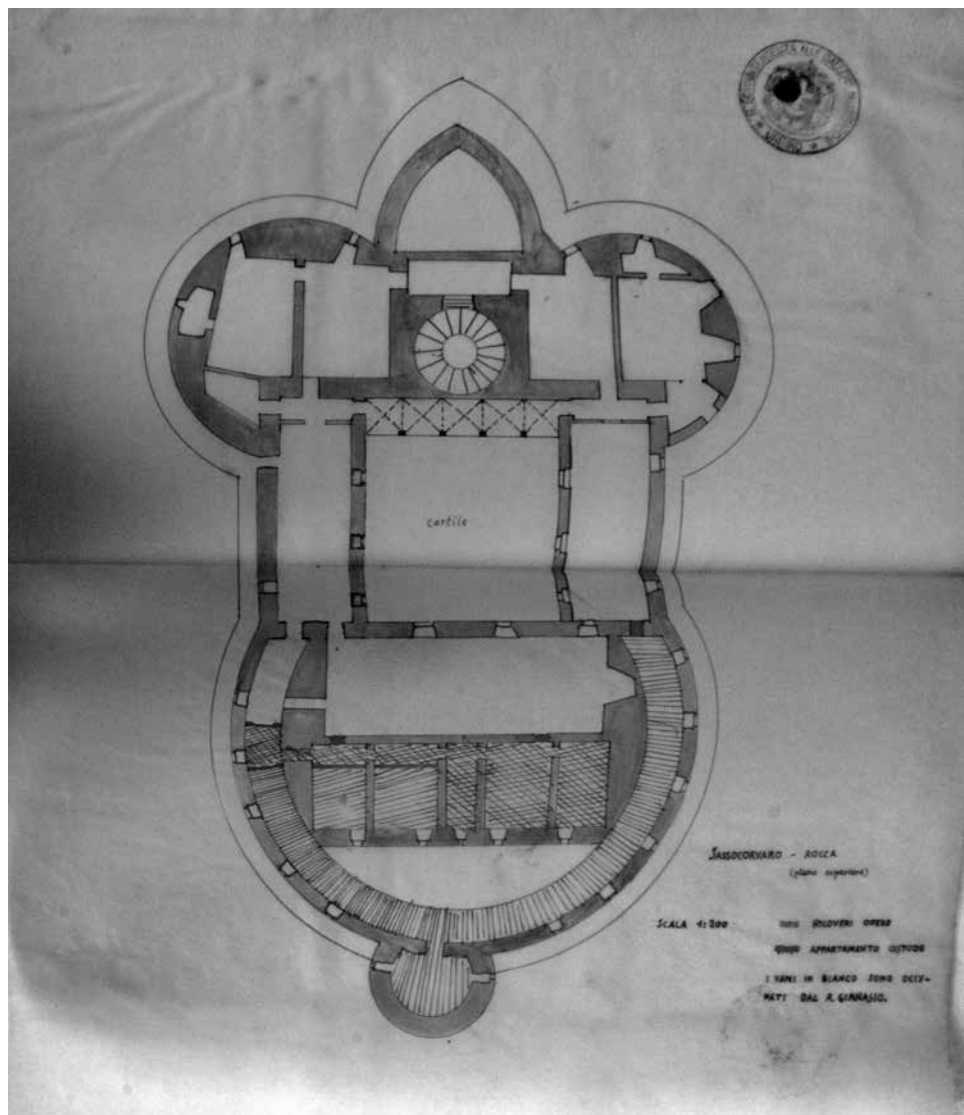 cortile
SASSOCORVARO - ROCCA
(piano superiore)
SCALA 1:200
RICOVERI OPERE
APPARTAMENTO CUSTODE
I VANI IN BIANCO SONO OCCU-
PATI DAL R. GINNASIO.